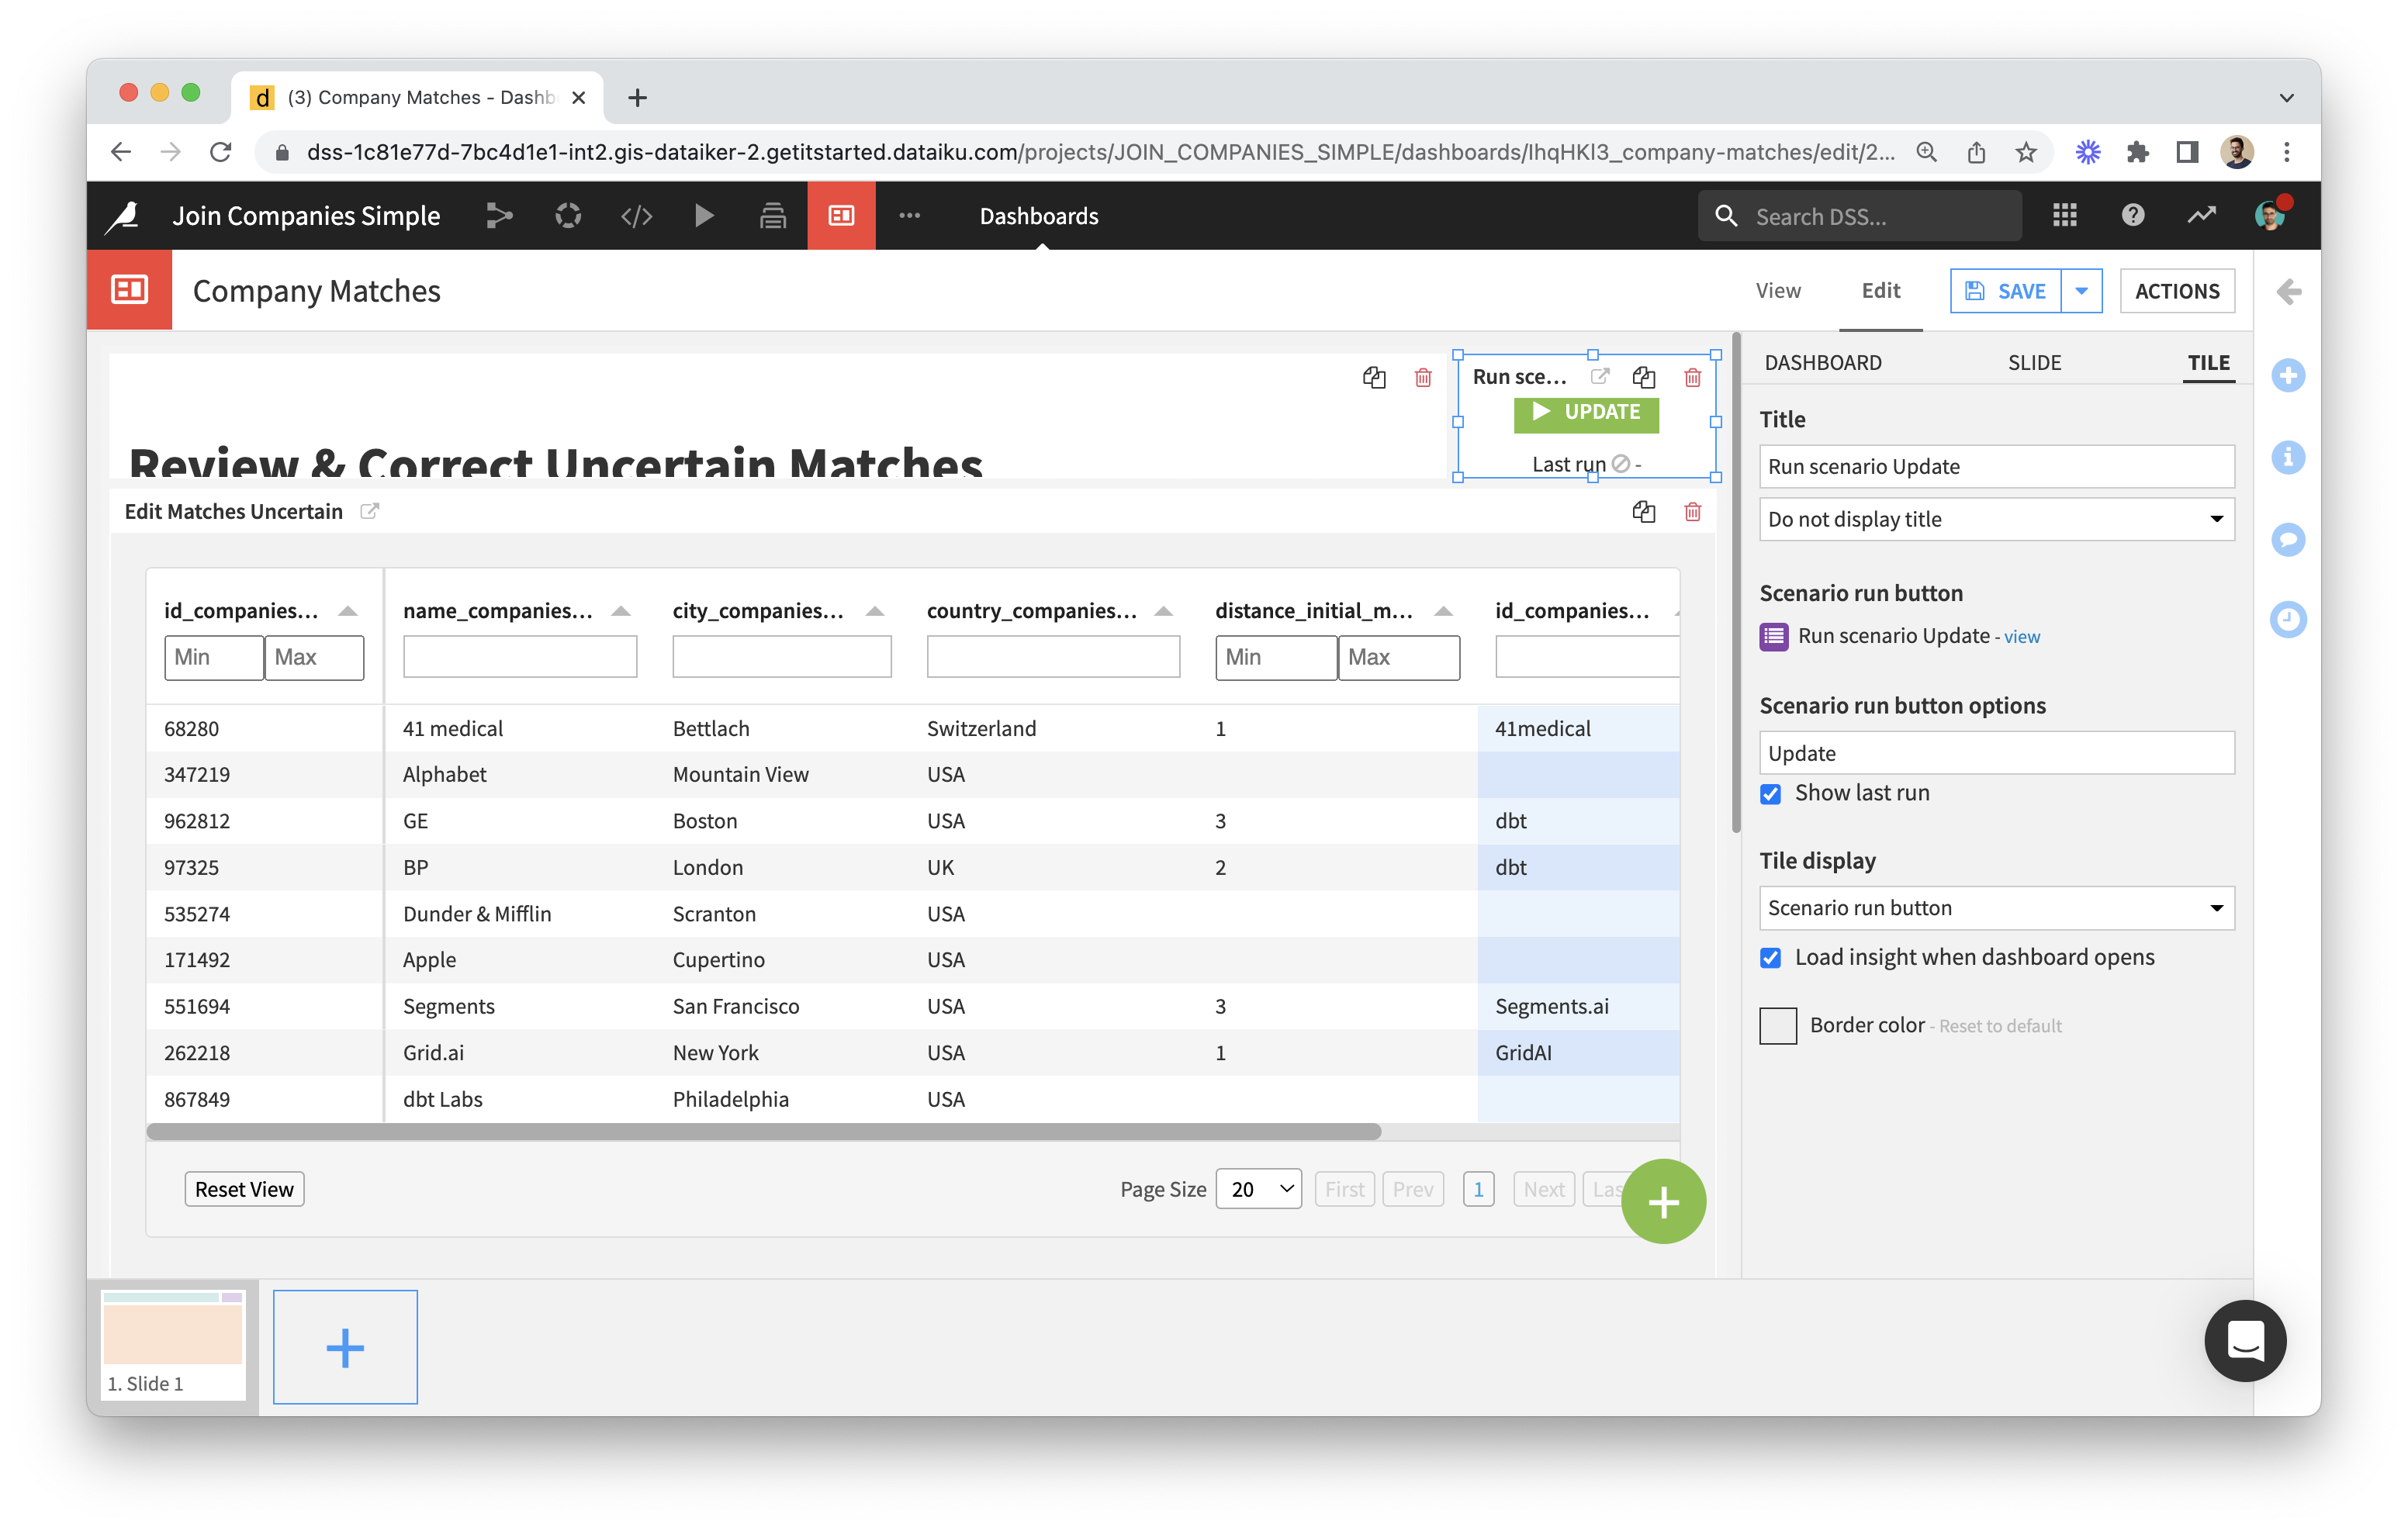 d (3) Company Matches - Dashb
dss-1c81e77d-7bc4d1e1-int2.gis-dataiker-2.getitstarted.dataiku.com/projects/JOIN_COMPANIES_SIMPLE/dashboards/lhqHKl3_company-matches/edit/2...
Join Companies Simple Dashboards Search DSS...
Company Matches View Edit SAVE ACTIONS
DASHBOARD SLIDE TILE
Run sce...
UPDATE
Last run -
Review & Correct Uncertain Matches
Title
Run scenario Update
Do not display title
Scenario run button
Run scenario Update - view
Scenario run button options
Update
Show last run
Tile display
Scenario run button
Load insight when dashboard opens
Border color - Reset to default
Edit Matches Uncertain
id_companies... name_companies... city_companies... country_companies... distance_initial_m... id_companies...
Min Max Min Max
68280 41 medical Bettlach Switzerland 1 41medical
347219 Alphabet Mountain View USA
962812 GE Boston USA 3 dbt
97325 BP London UK 2 dbt
535274 Dunder & Mifflin Scranton USA
171492 Apple Cupertino USA
551694 Segments San Francisco USA 3 Segments.ai
262218 Grid.ai New York USA 1 GridAI
867849 dbt Labs Philadelphia USA
Reset View Page Size 20 First Prev 1 Next Las
1. Slide 1